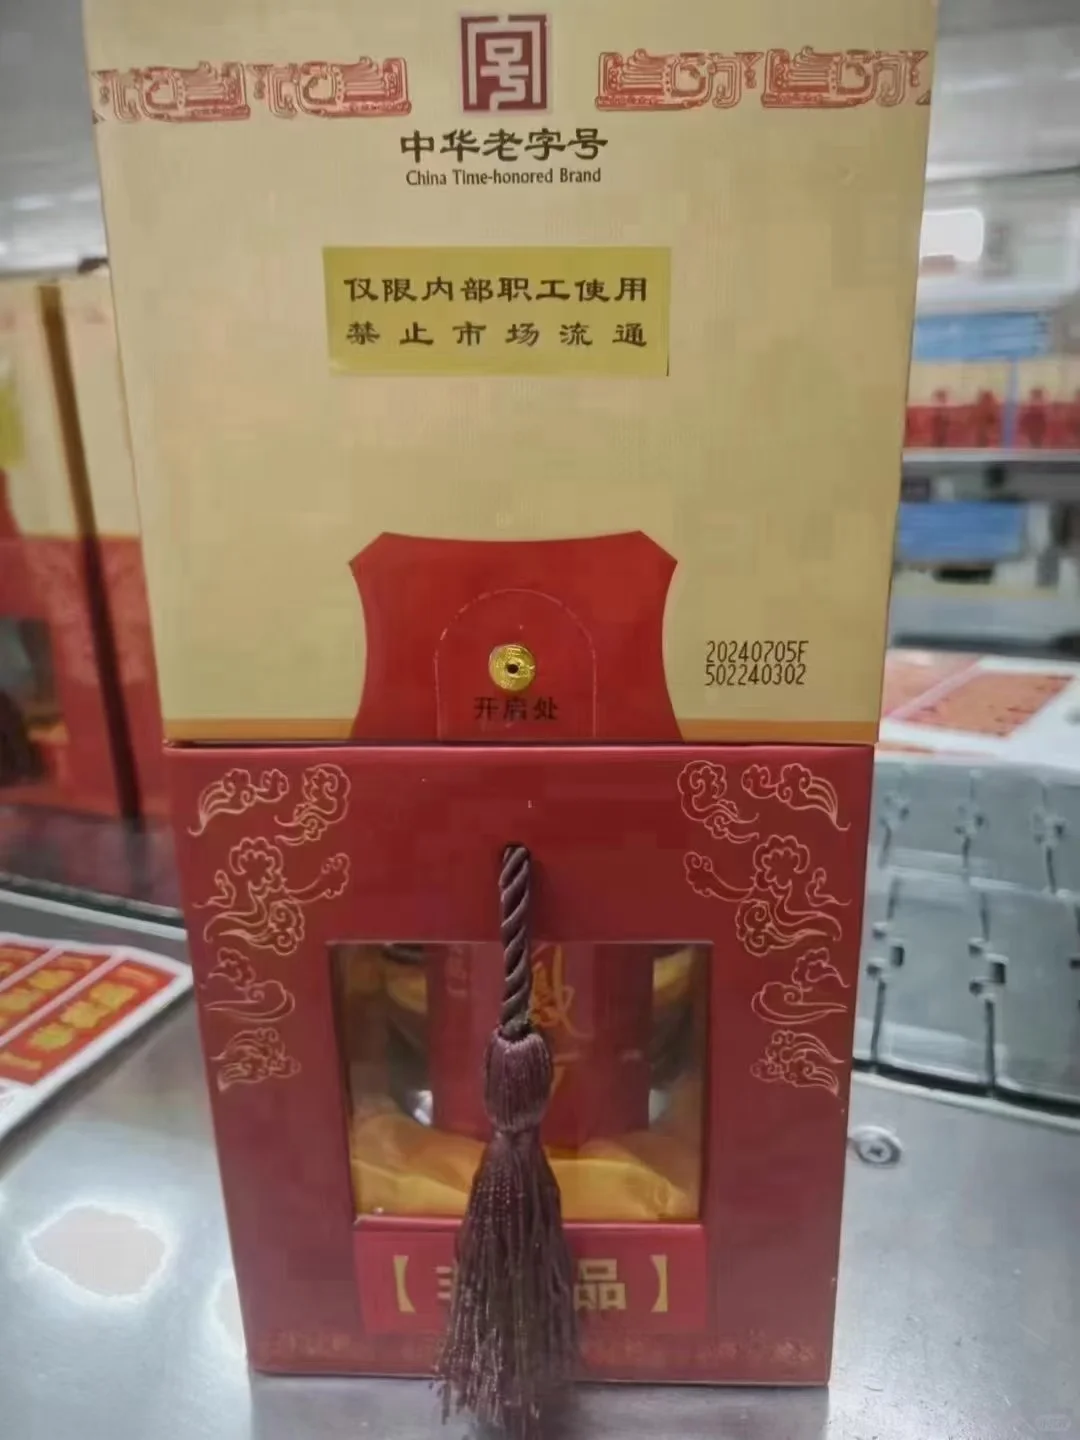 中华老字号
China Time-honored Brand
仅限内部职工使用
禁止市场流通
20240705F
502240302
开启处
【 品】